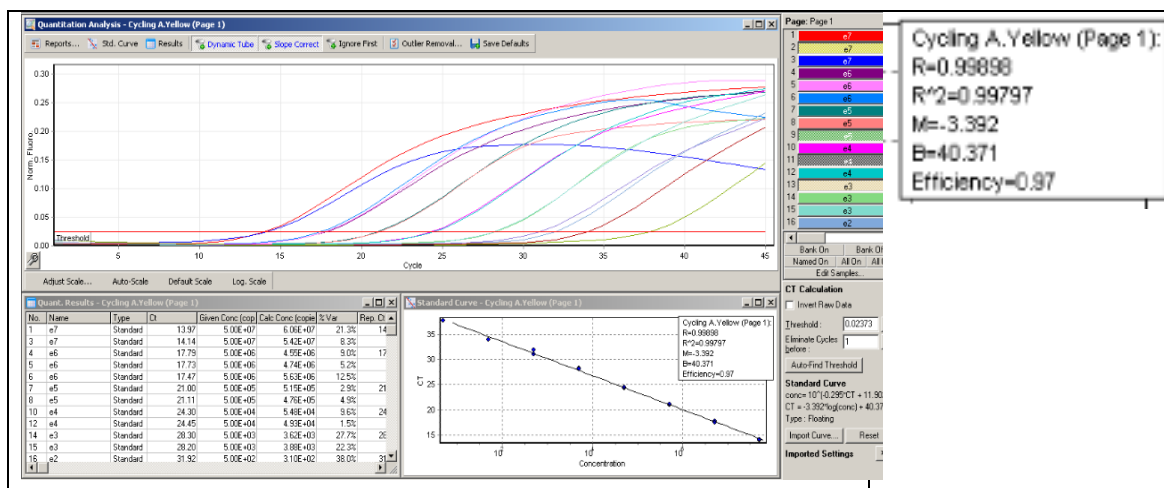 Quantitation Analysis - Cycling A.Yellow (Page 1)
Reports... Std. Curve Results Dynamic Tube Slope Correct Ignore First Outlier Removal... Save Defaults
0.30
0.25
0.20
0.15
0.10
0.05
0.00
Norm. Fluoro.
Threshold
5 10 15 20 25 30 35 40 45
Cycle
Adjust Scale... Auto-Scale Default Scale Log. Scale
Quant. Results - Cycling A.Yellow (Page 1)
No. Name Type Ct Given Conc (cop Calc Conc (copie % Var Rep. Ct
1 e7 Standard 13.97 5.00E+07 6.06E+07 21.3% 14
3 e7 Standard 14.14 5.00E+07 5.42E+07 8.3%
4 e6 Standard 17.79 5.00E+06 4.55E+06 9.0% 17
5 e6 Standard 17.73 5.00E+06 4.74E+06 5.2%
6 e6 Standard 17.47 5.00E+06 5.63E+06 12.5%
7 e5 Standard 21.00 5.00E+05 5.15E+05 2.9% 21
8 e5 Standard 21.11 5.00E+05 4.76E+05 4.9%
10 e4 Standard 24.30 5.00E+04 5.48E+04 9.6% 24
12 e4 Standard 24.45 5.00E+04 4.93E+04 1.5%
14 e3 Standard 28.30 5.00E+03 3.62E+03 27.7% 28
15 e3 Standard 28.20 5.00E+03 3.88E+03 22.3%
16 e2 Standard 31.92 5.00E+02 3.10E+02 38.0% 31
Standard Curve - Cycling A.Yellow (Page 1)
35
30
25
20
15
CT
Concentration
Cycling A.Yellow (Page 1):
R=0.99898
R^2=0.99797
M=-3.392
B=40.371
Efficiency=0.97
Page: Page 1
1 e7
2 e7
3 e7
4 e6
5 e6
6 e6
7 e5
8 e5
9 e5
10 e4
11 e4
12 e4
13 e3
14 e3
15 e3
16 e2
Bank On Bank Of
Named On All On All
Edit Samples...
CT Calculation
Invert Raw Data
Threshold : 0.02373
Eliminate Cycles before : 1
Auto-Find Threshold
Standard Curve
conc= 10^(-0.295*CT + 11.90
CT = -3.392*log(conc) + 40.37
Type : Floating
Import Curve... Reset
Imported Settings
Cycling A.Yellow (Page 1):
R=0.99898
R^2=0.99797
M=-3.392
B=40.371
Efficiency=0.97